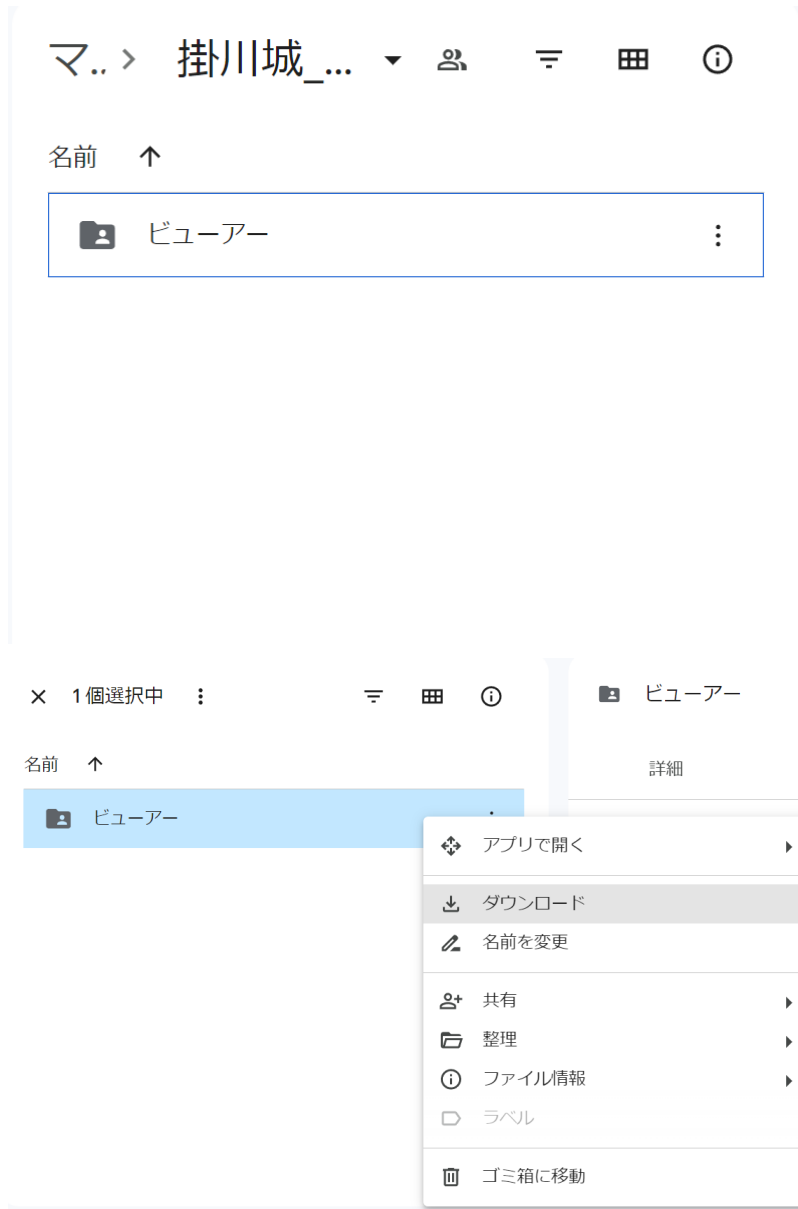 マ.. > 掛川城_...
名前
ビューアー
1 個選択中
ビューアー
名前
詳細
ビューアー
アプリで開く
ダウンロード
名前を変更
共有
整理
ファイル情報
ラベル
ゴミ箱に移動